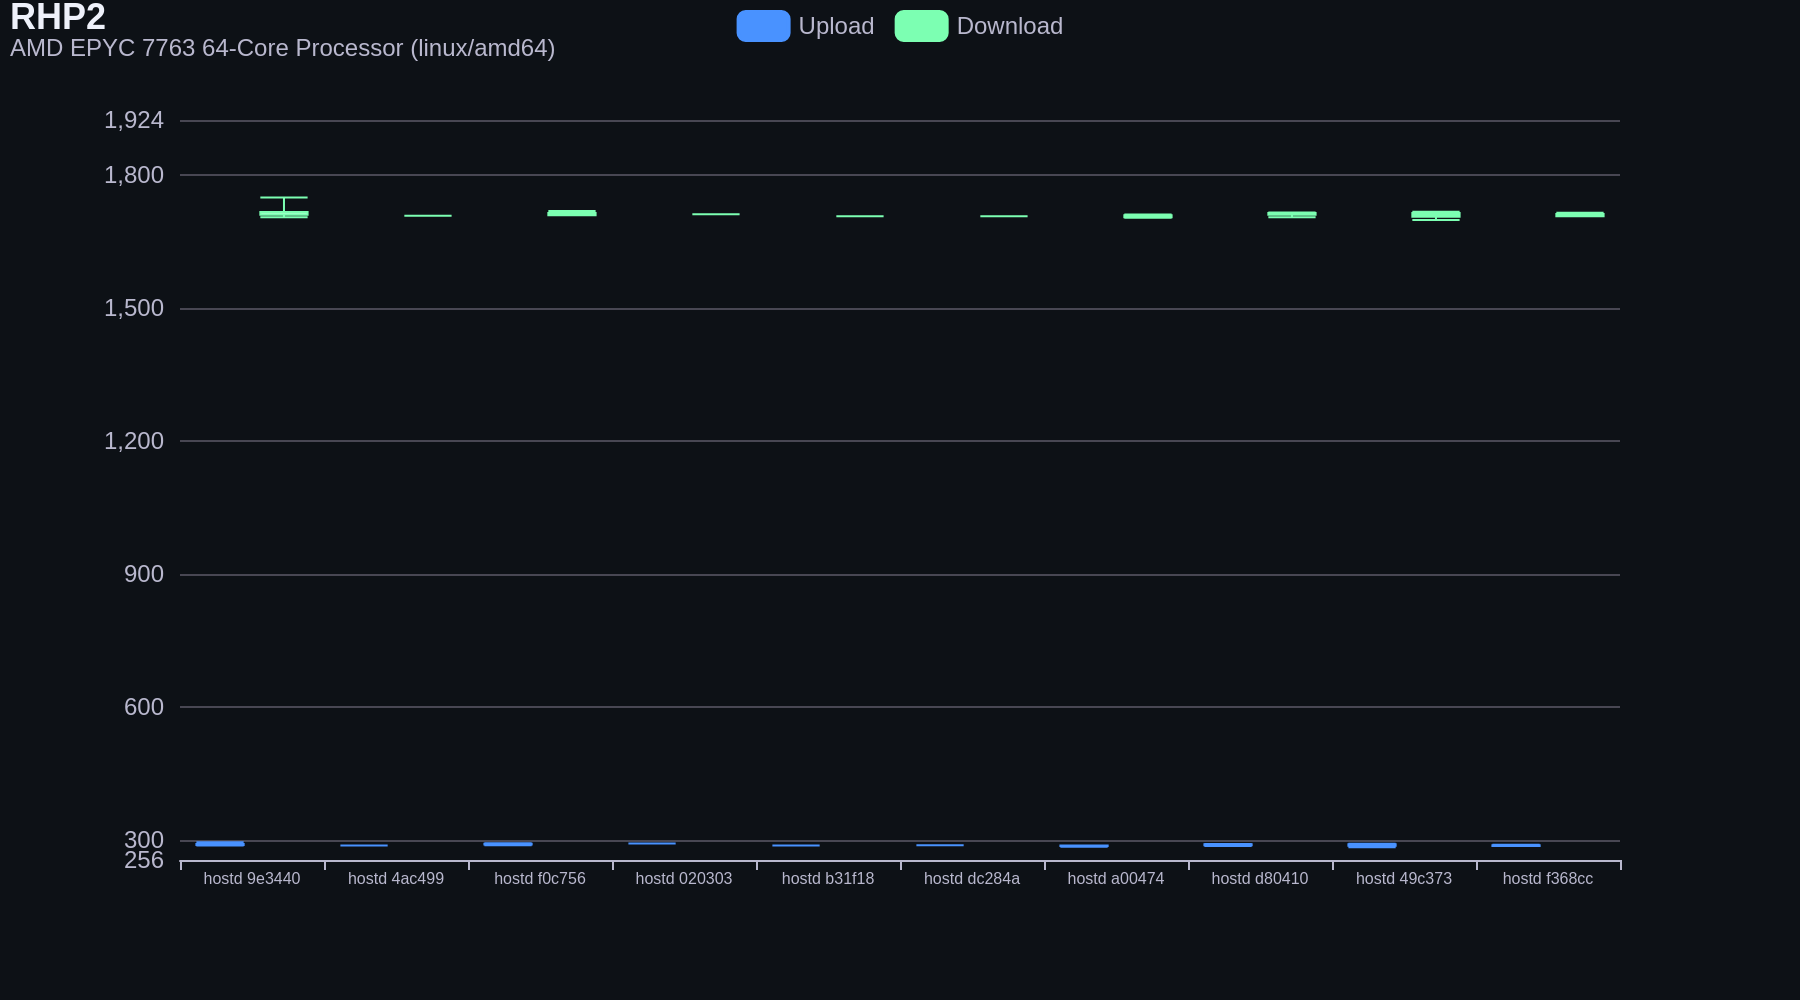 RHP2
AMD EPYC 7763 64-Core Processor (linux/amd64)
Upload Download
1,924
1,800
1,500
1,200
900
600
300
256
hostd 9e3440 hostd 4ac499 hostd f0c756 hostd 020303 hostd b31f18 hostd dc284a hostd a00474 hostd d80410 hostd 49c373 hostd f368cc